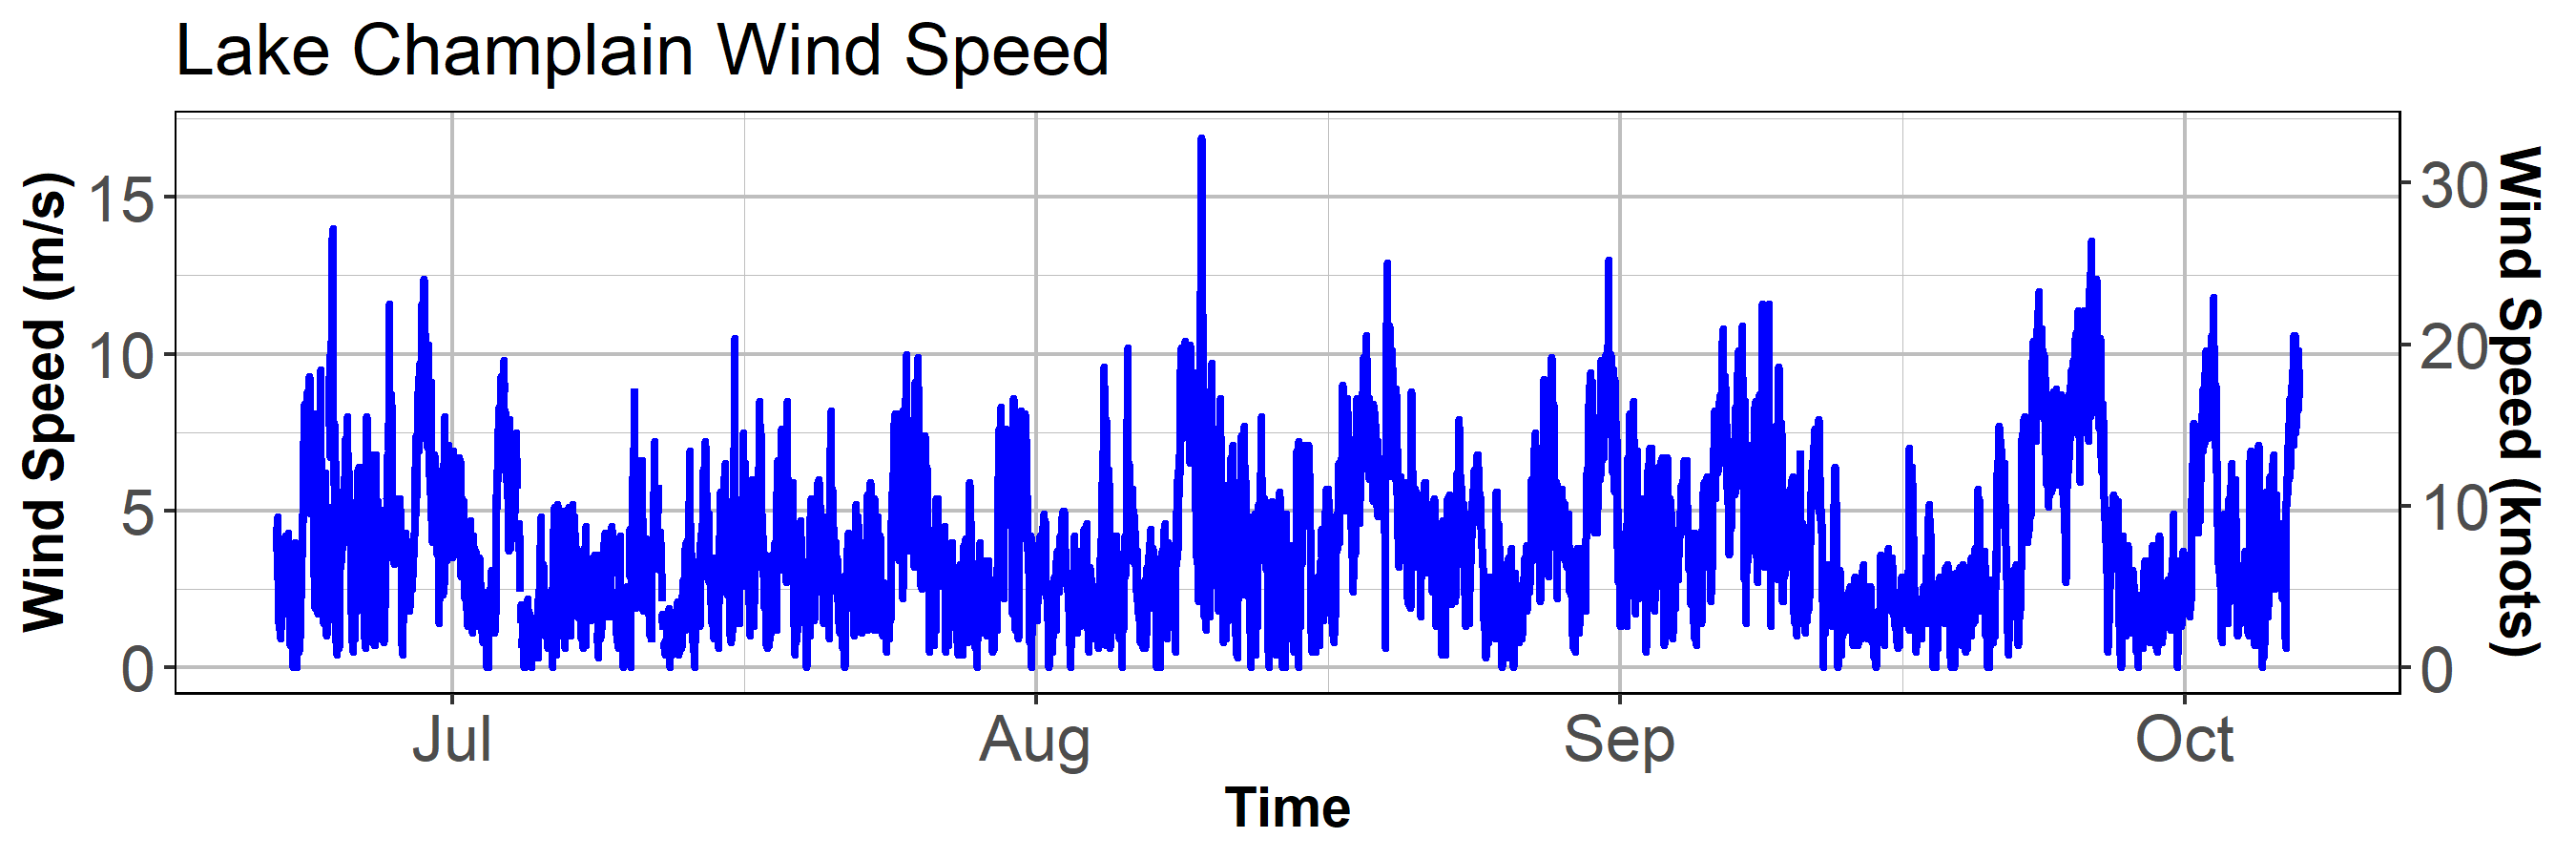 Lake Champlain Wind Speed
Wind Speed (m/s)
15
10
5
0
30
20
10
0
Wind Speed (knots)
Jul Aug Sep Oct
Time